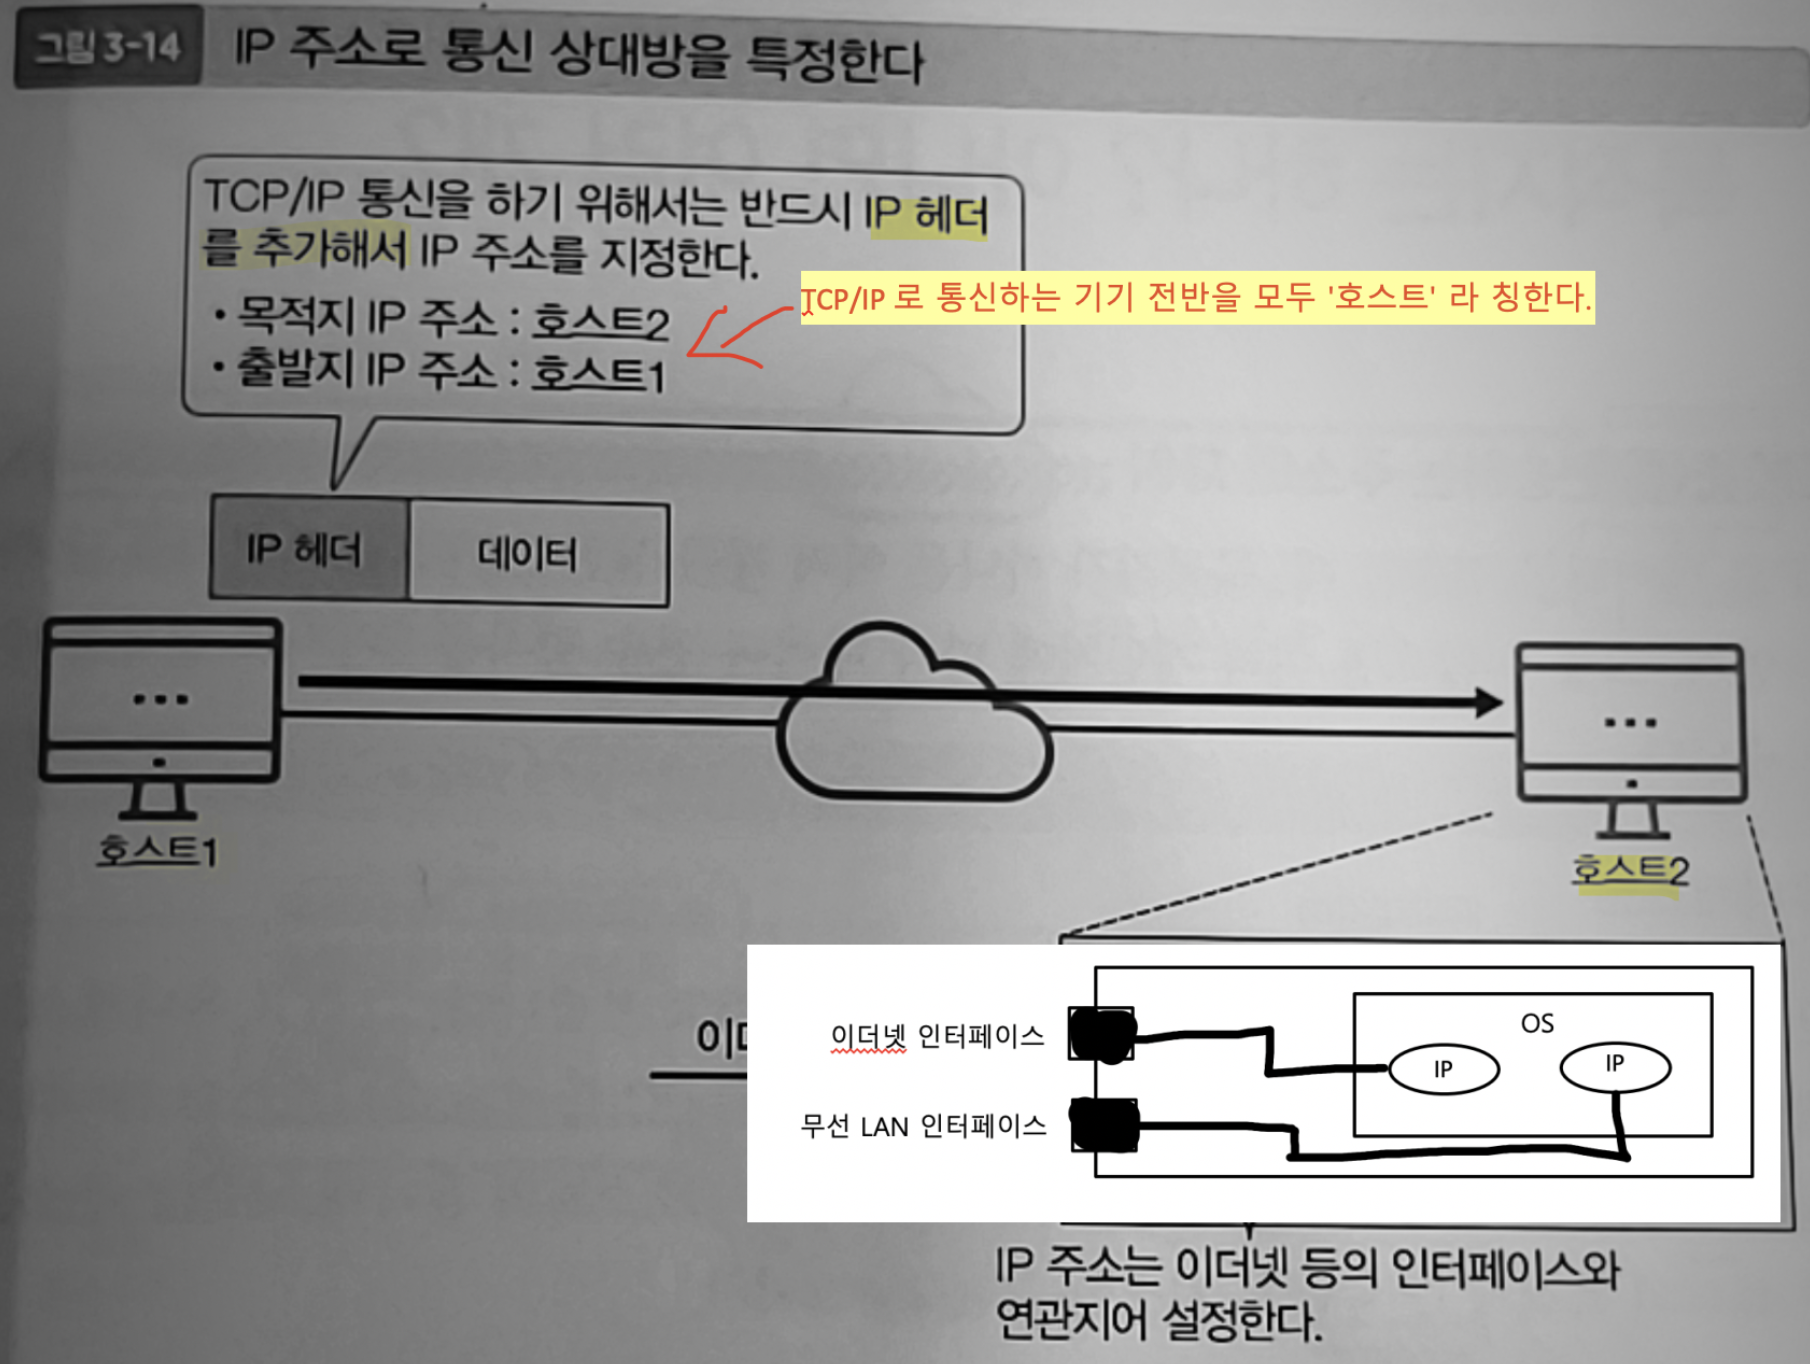 그림 3-14
IP 주소로 통신 상대방을 특정한다
TCP/IP 통신을 하기 위해서는 반드시 IP 헤더
를 추가해서 IP 주소를 지정한다.
• 목적지 IP 주소 : 호스트2
• 출발지 IP 주소 : 호스트1
TCP/IP 로 통신하는 기기 전반을 모두 '호스트' 라 칭한다.
IP 헤더
데이터
호스트1
호스트2
이더넷 인터페이스
무선 LAN 인터페이스
OS
IP
IP
IP 주소는 이더넷 등의 인터페이스와
연관지어 설정한다.